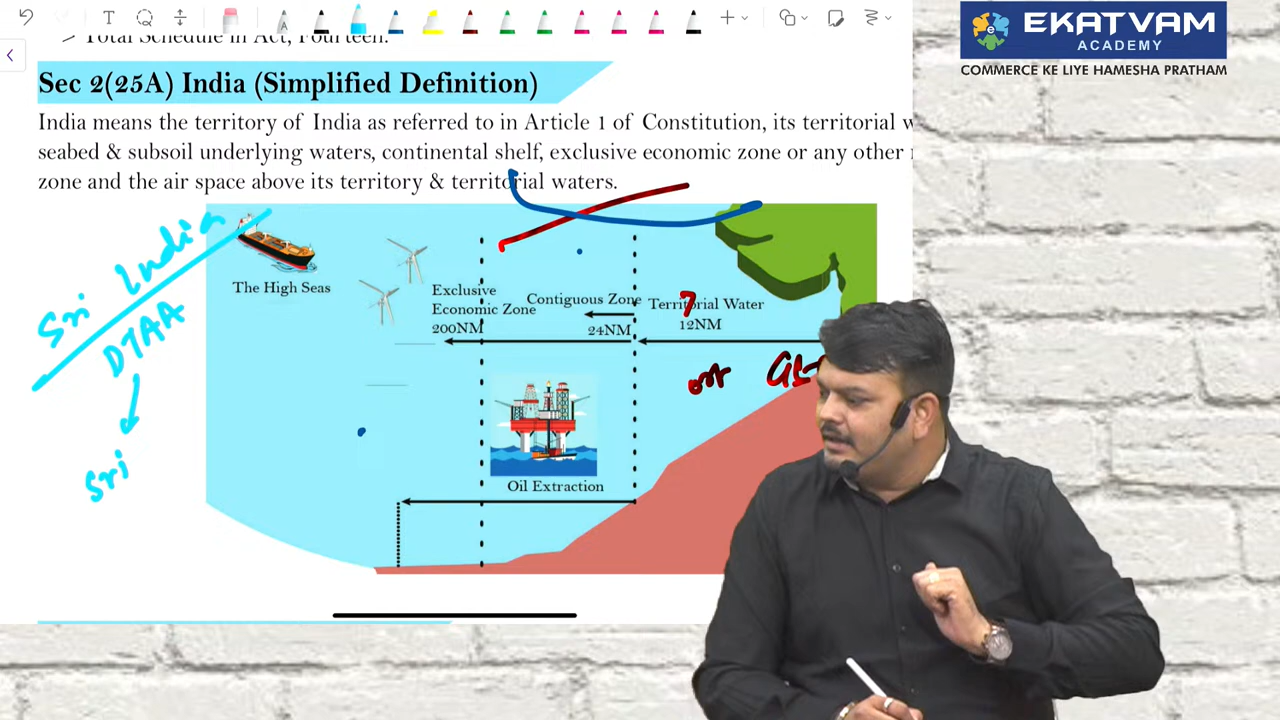 Total Schedule in Act, Fourteen.
EKATVAM
ACADEMY
COMMERCE KE LIYE HAMESHA PRATHAM
Sec 2(25A) India (Simplified Definition)
India means the territory of India as referred to in Article 1 of Constitution, its territorial
seabed & subsoil underlying waters, continental shelf, exclusive economic zone or any other
zone and the air space above its territory & territorial waters.
Sri India
DTAA
Sri
The High Seas
Exclusive
Economic Zone
200NM
Contiguous Zone
24NM
Territorial Water
12NM
?
Oil Extraction